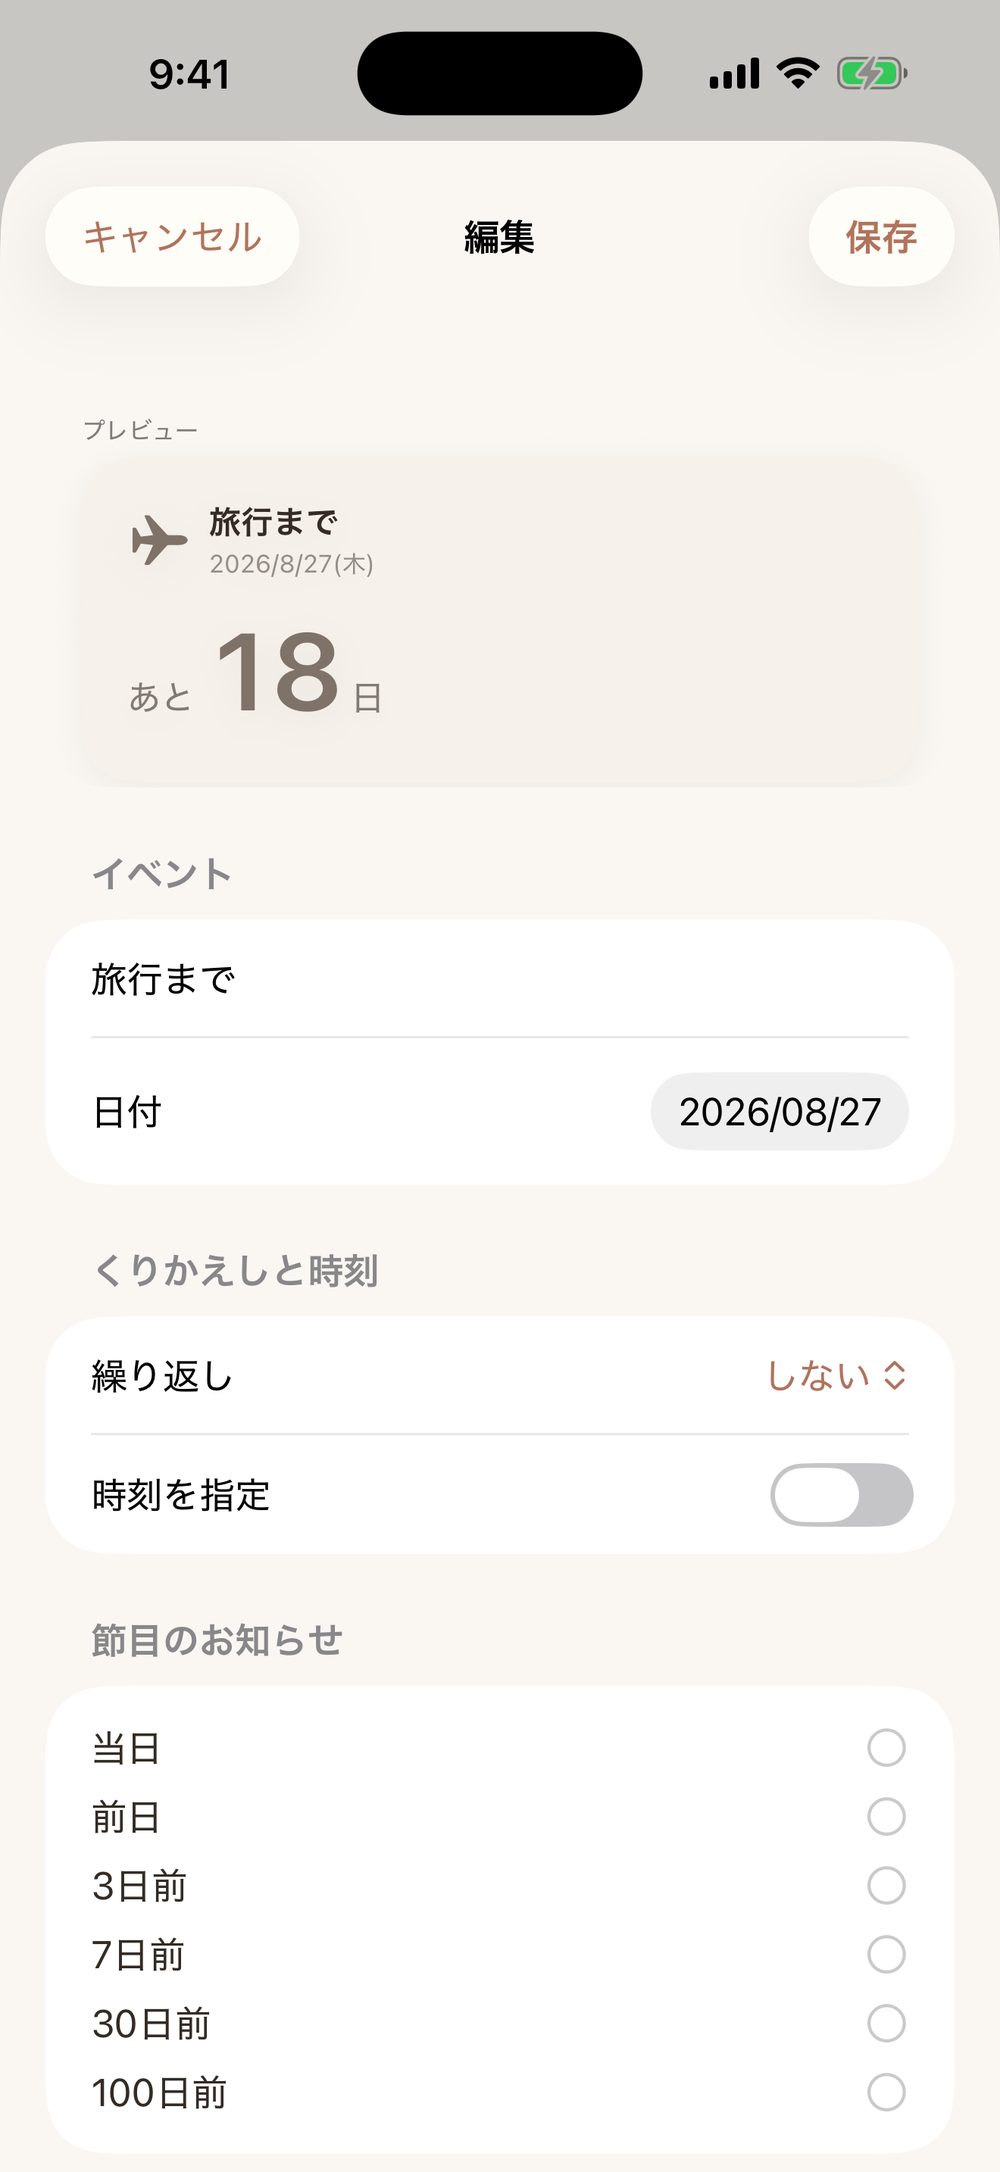 9:41
キャンセル
編集
保存
プレビュー
旅行まで
2026/8/27(木)
あと 18 日
イベント
旅行まで
日付
2026/08/27
くりかえしと時刻
繰り返し
しない
時刻を指定
節目のお知らせ
当日
前日
3日前
7日前
30日前
100日前